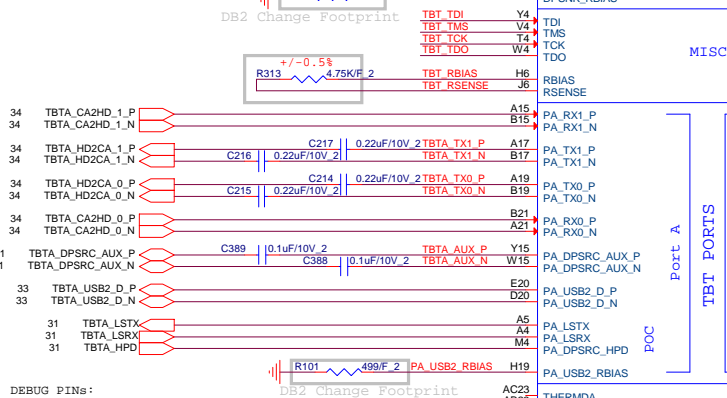 DB2 Change Footprint
TBT_TDI Y4 TDI
TBT_TMS V4 TMS
TBT_TCK T4 TCK
TBT_TDO W4 TDO
MISC
+/-0.5%
R313 4.75K/F_2 TBT_RBIAS H6 RBIAS
TBT_RSENSE J6 RSENSE
34 TBTA_CA2HD_1_P A15 PA_RX1_P
34 TBTA_CA2HD_1_N B15 PA_RX1_N
34 TBTA_HD2CA_1_P C217 0.22uF/10V_2 TBTA_TX1_P A17 PA_TX1_P
34 TBTA_HD2CA_1_N C216 0.22uF/10V_2 TBTA_TX1_N B17 PA_TX1_N
34 TBTA_HD2CA_0_P C214 0.22uF/10V_2 TBTA_TX0_P A19 PA_TX0_P
34 TBTA_HD2CA_0_N C215 0.22uF/10V_2 TBTA_TX0_N B19 PA_TX0_N
34 TBTA_CA2HD_0_P B21 PA_RX0_P
34 TBTA_CA2HD_0_N A21 PA_RX0_N
TBTA_DPSRC_AUX_P C389 0.1uF/10V_2 TBTA_AUX_P Y15 PA_DPSRC_AUX_P
TBTA_DPSRC_AUX_N C388 0.1uF/10V_2 TBTA_AUX_N W15 PA_DPSRC_AUX_N
33 TBTA_USB2_D_P E20 PA_USB2_D_P
33 TBTA_USB2_D_N D20 PA_USB2_D_N
31 TBTA_LSTX A5 PA_LSTX
31 TBTA_LSRX A4 PA_LSRX
31 TBTA_HPD M4 PA_DPSRC_HPD
POC
Port A
TBT PORTS
R101 499/F_2 PA_USB2_RBIAS H19 PA_USB2_RBIAS
DB2 Change Footprint
DEBUG PINs:
AC23 THERMDA